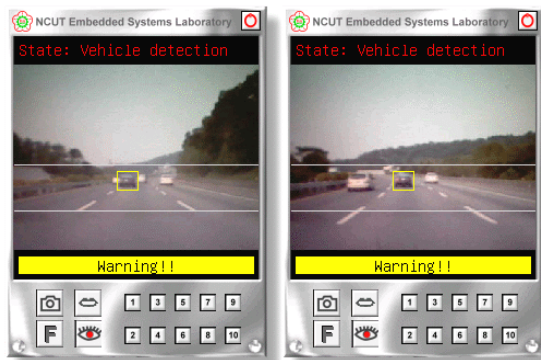 NCUT Embedded Systems Laboratory
State: Vehicle detection
Warning!!
1 3 5 7 9
F
2 4 6 8 10
NCUT Embedded Systems Laboratory
State: Vehicle detection
Warning!!
1 3 5 7 9
F
2 4 6 8 10